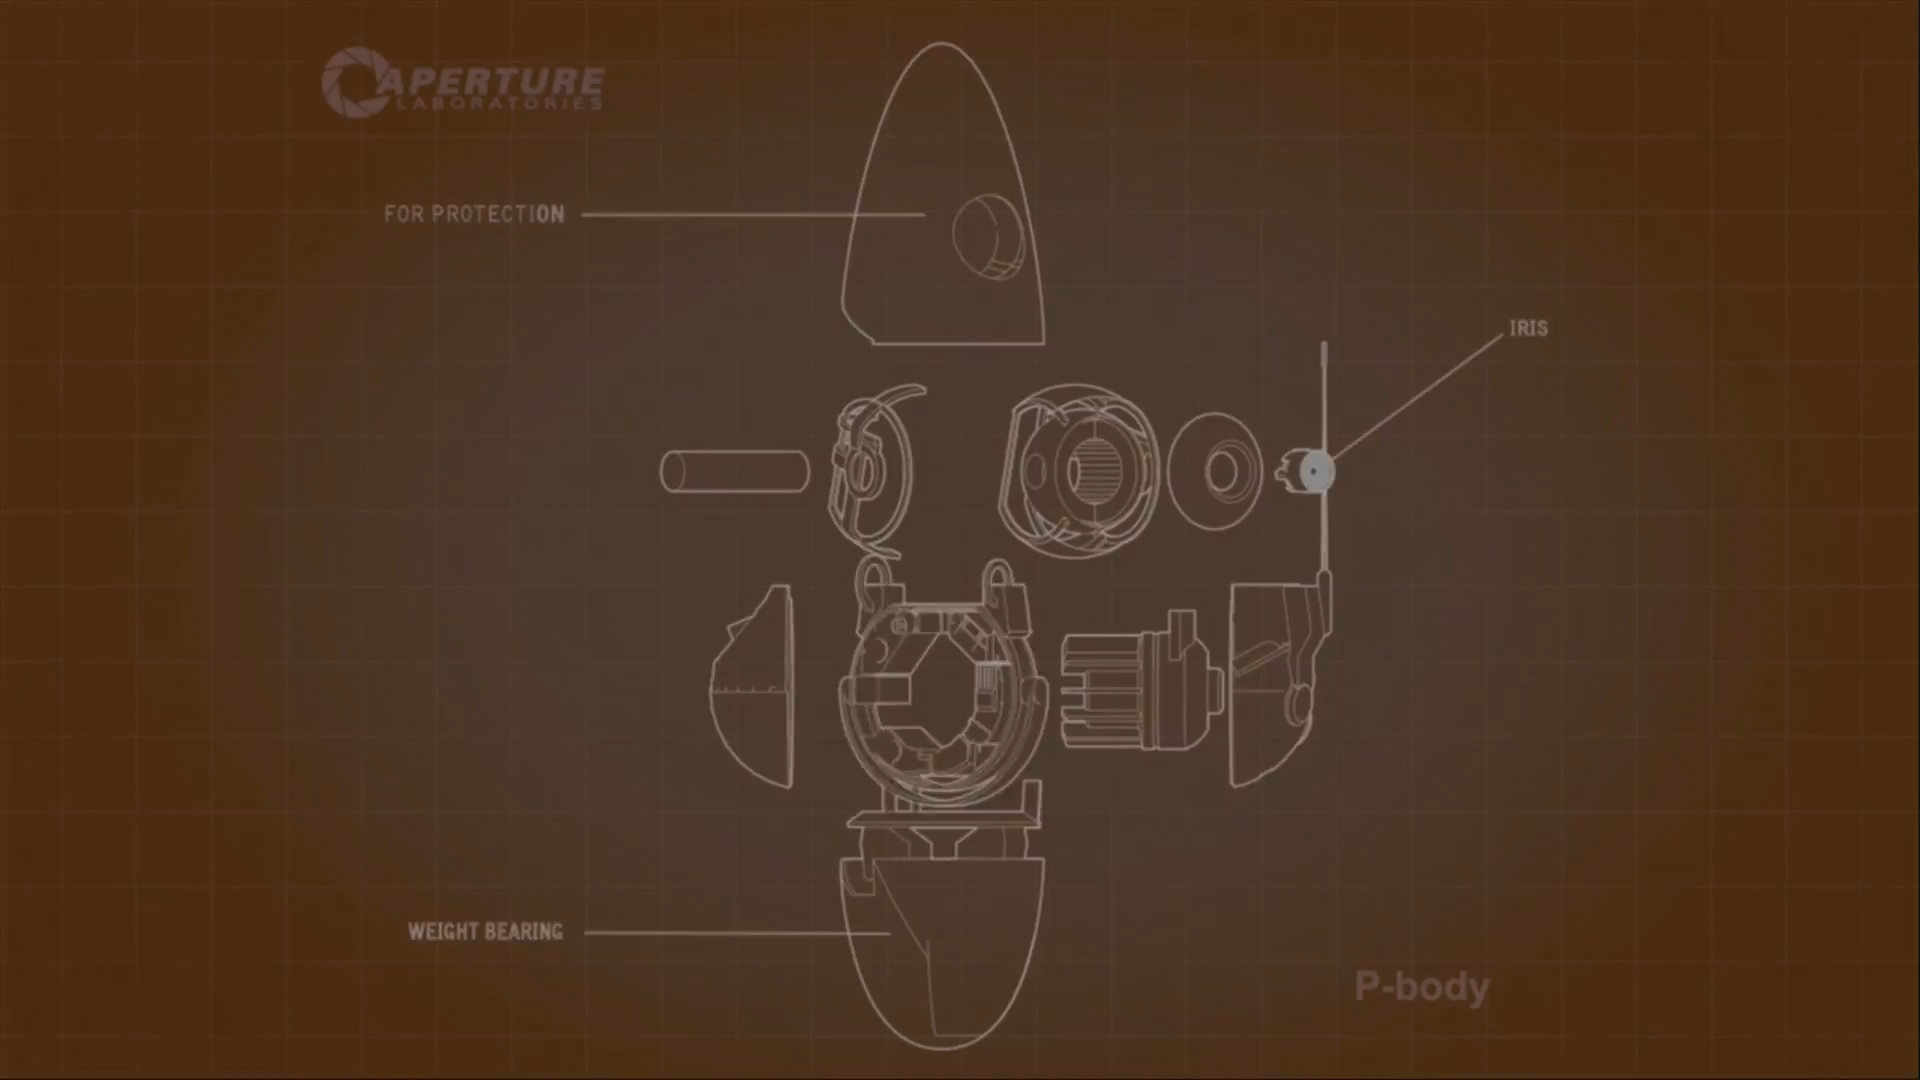 APERTURE
LABORATORIES
FOR PROTECTION
IRIS
WEIGHT BEARING
P-body